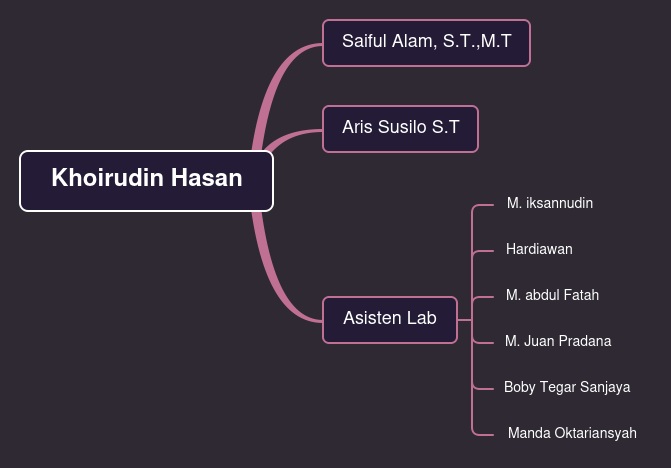 Saiful Alam, S.T.,M.T
Aris Susilo S.T
Khoirudin Hasan
M. iksannudin
Hardiawan
M. abdul Fatah
Asisten Lab
M. Juan Pradana
Boby Tegar Sanjaya
Manda Oktariansyah